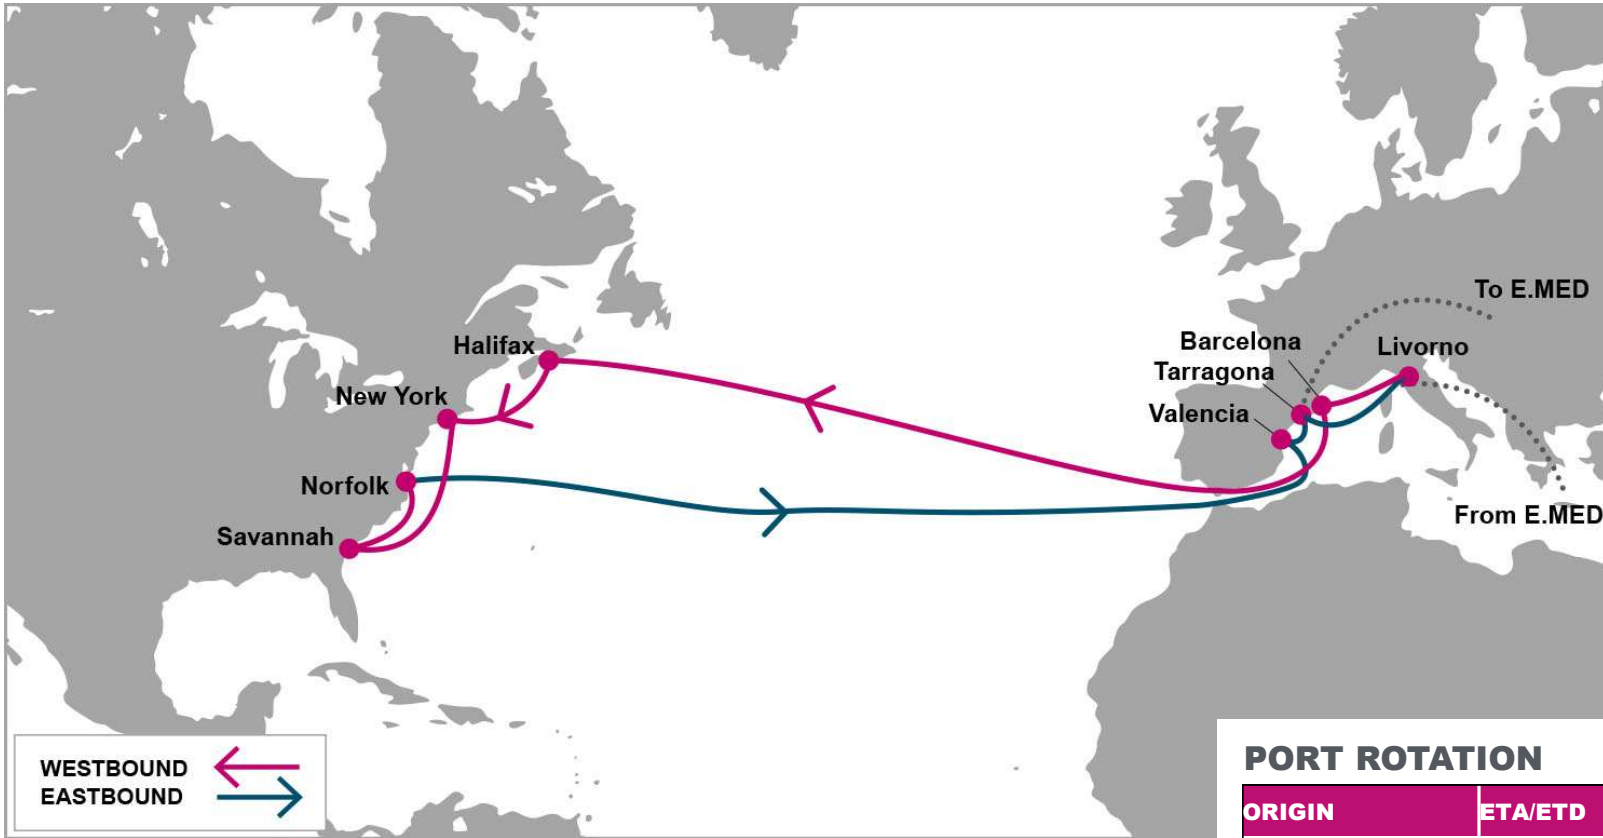 To E.MED
Barcelona
Livorno
Halifax
Tarragona
New York
Valencia
Norfolk
From E.MED
Savannah
WESTBOUND
EASTBOUND
PORT ROTATION
ORIGIN ETA/ETD